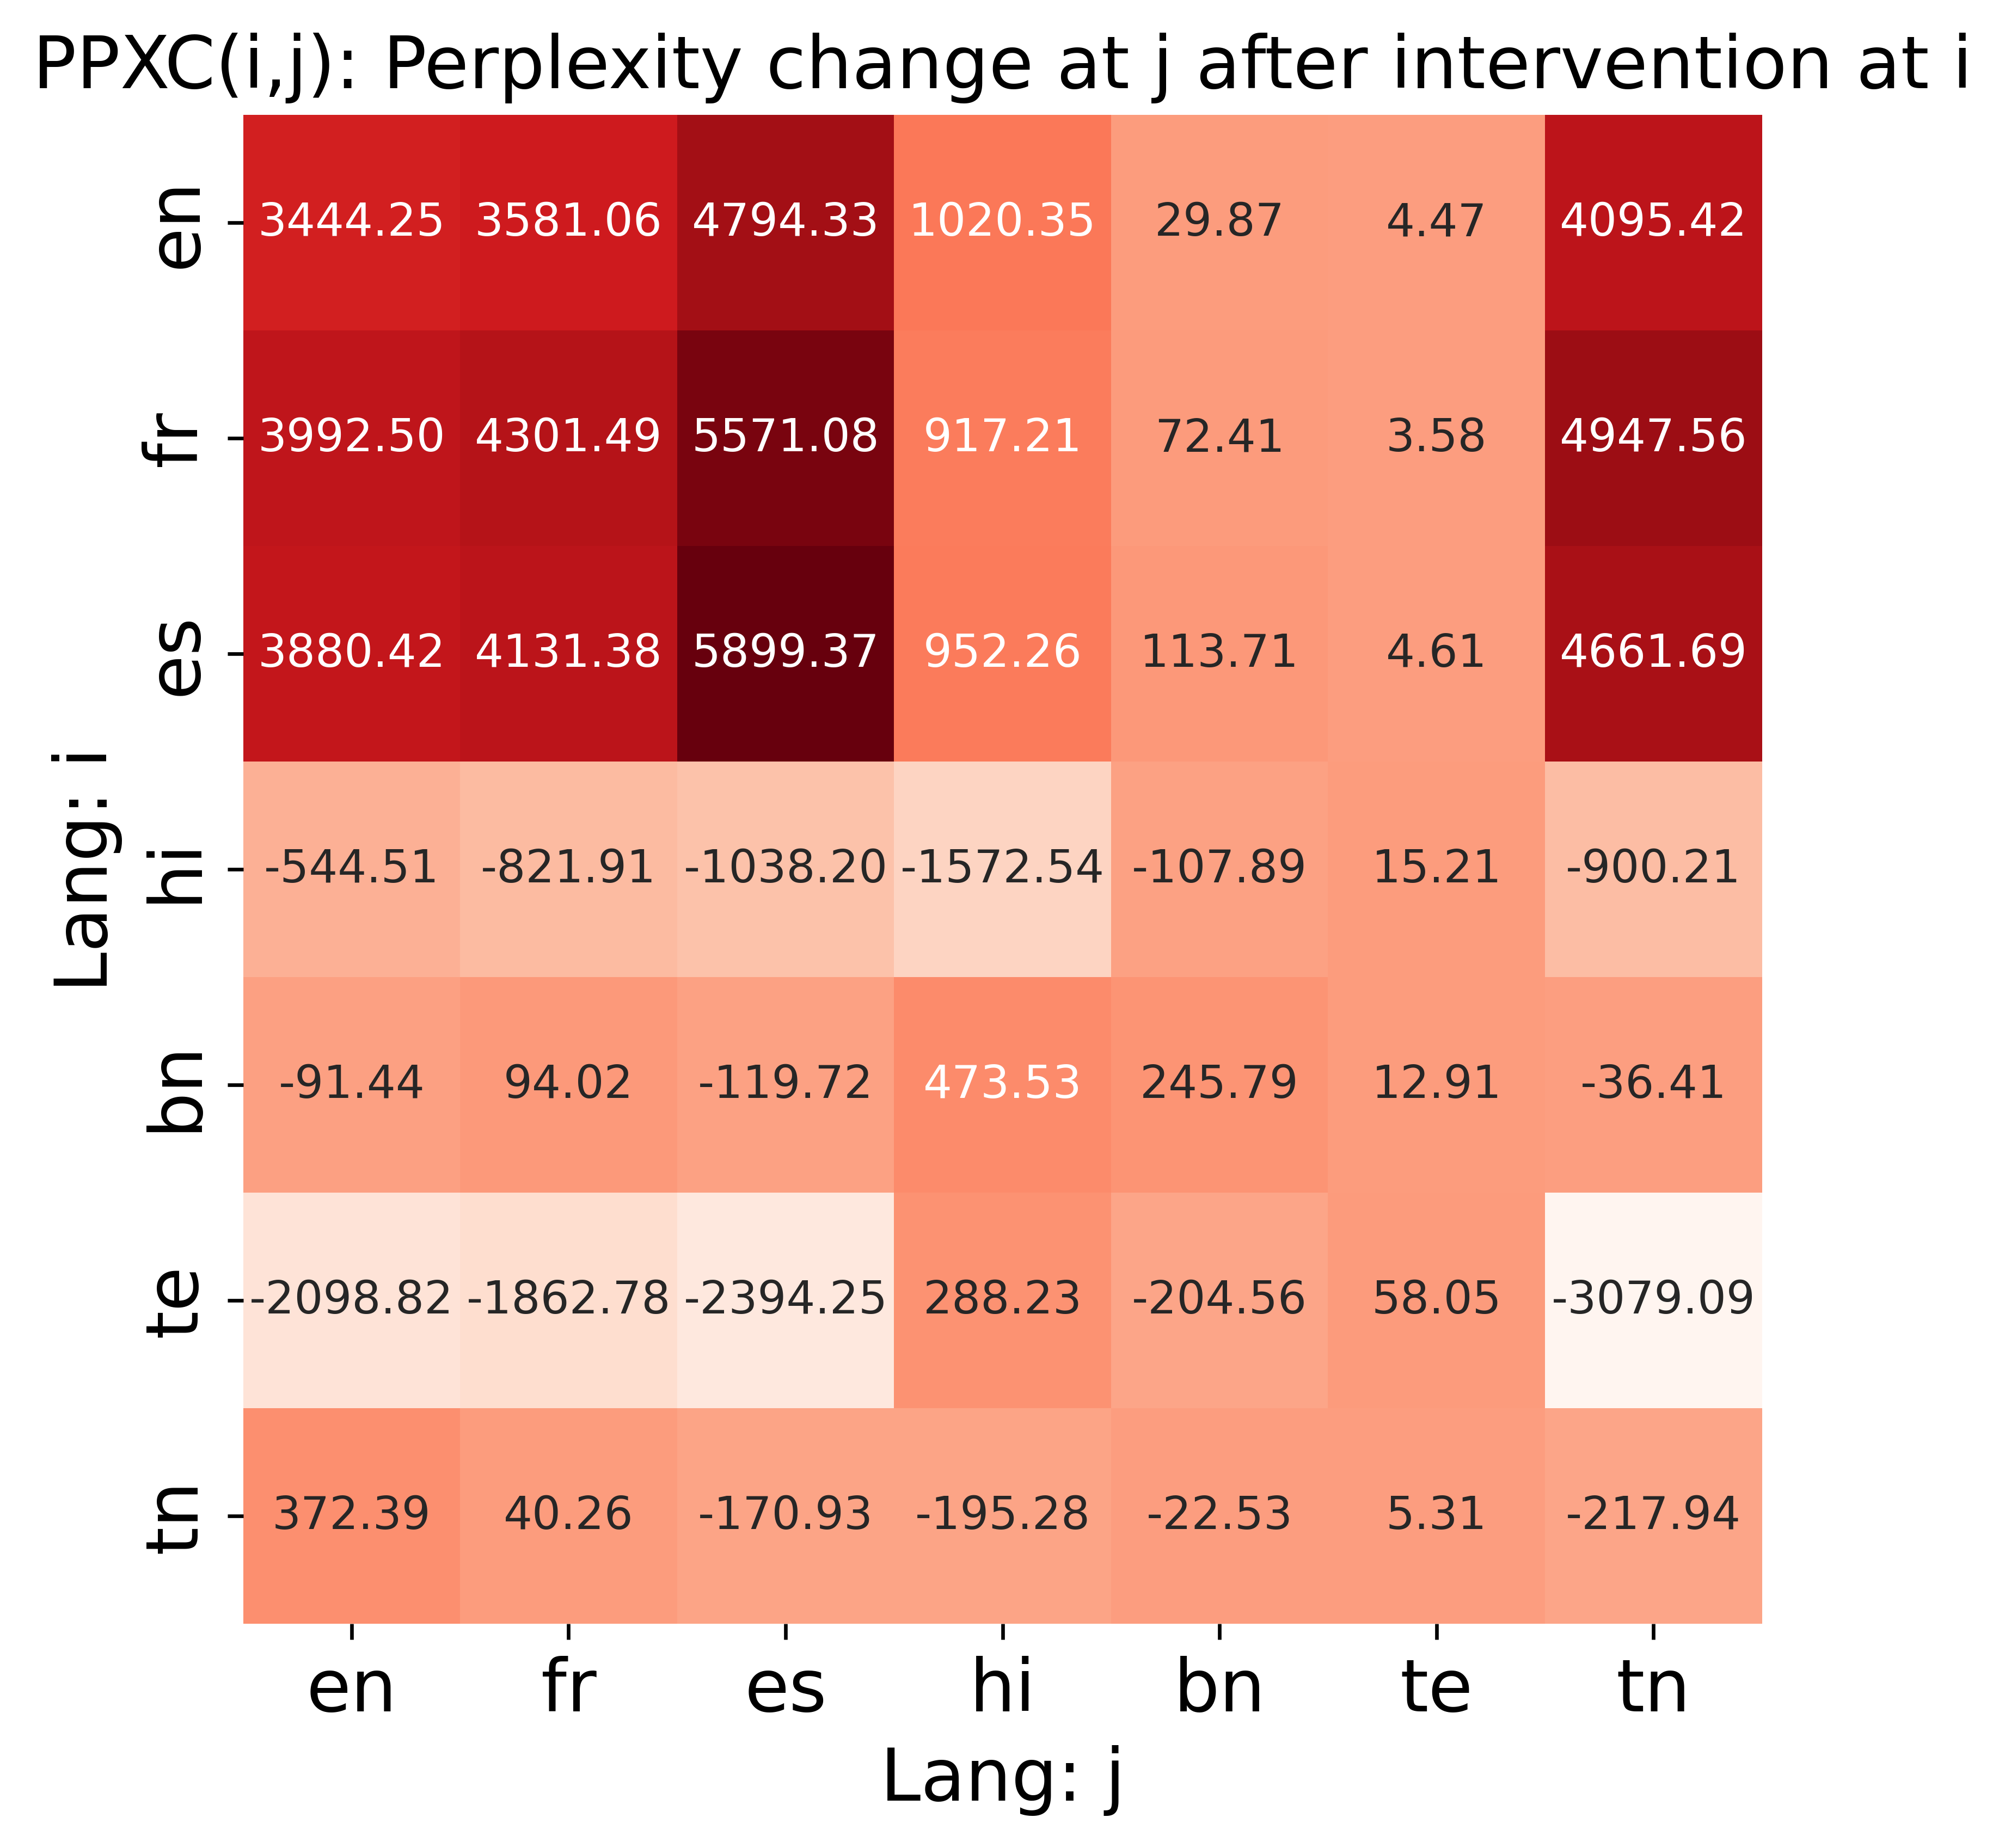 PPXC(i,j): Perplexity change at j after intervention at i
Lang: i
en 3444.25 3581.06 4794.33 1020.35 29.87 4.47 4095.42
fr 3992.50 4301.49 5571.08 917.21 72.41 3.58 4947.56
es 3880.42 4131.38 5899.37 952.26 113.71 4.61 4661.69
hi -544.51 -821.91 -1038.20 -1572.54 -107.89 15.21 -900.21
bn -91.44 94.02 -119.72 473.53 245.79 12.91 -36.41
te -2098.82 -1862.78 -2394.25 288.23 -204.56 58.05 -3079.09
tn 372.39 40.26 -170.93 -195.28 -22.53 5.31 -217.94
en fr es hi bn te tn
Lang: j